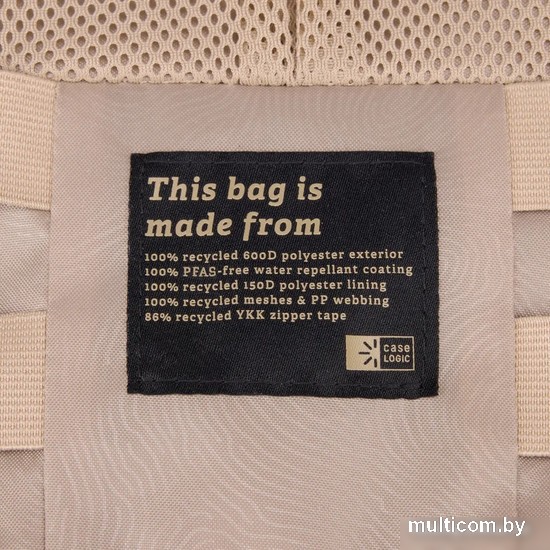 This bag is
made from
100% recycled 600D polyester exterior
100% PFAS-free water repellant coating
100% recycled 150D polyester lining
100% recycled meshes & PP webbing
86% recycled YKK zipper tape
case
LOGIC
multicom.by